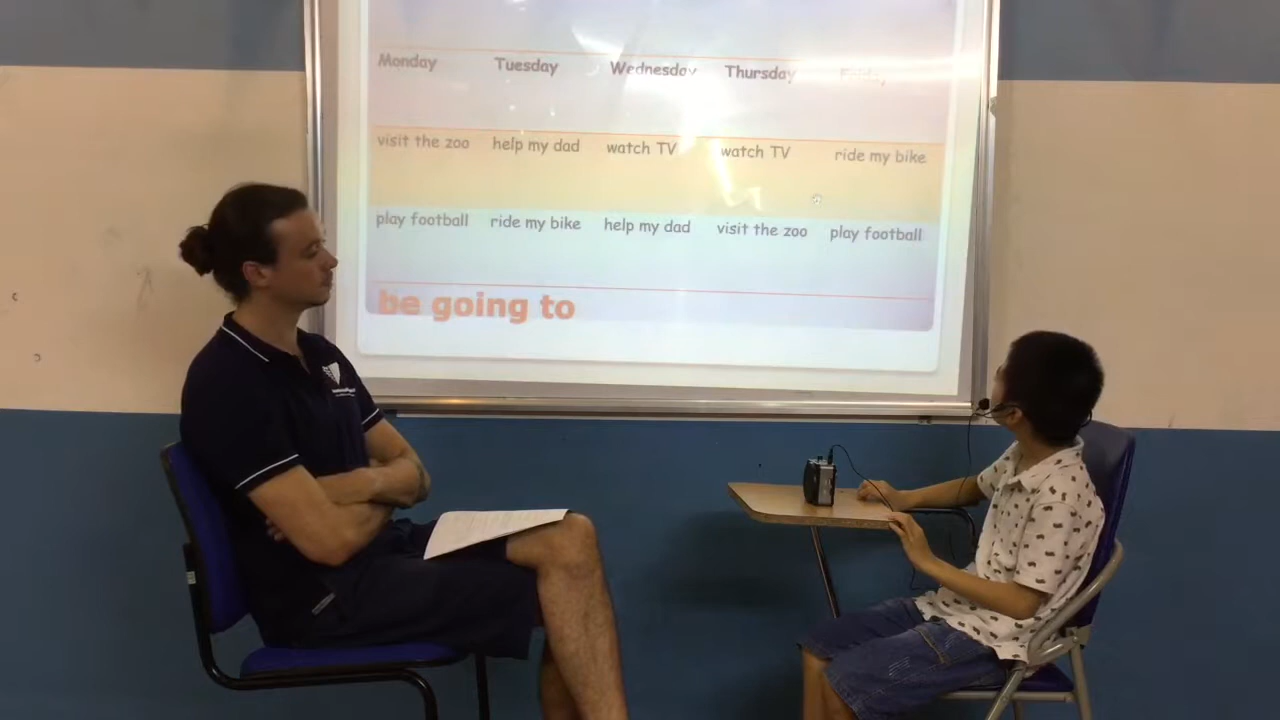 Monday Tuesday Wednesday Thursday Friday
visit the zoo help my dad watch TV watch TV ride my bike
play football ride my bike help my dad visit the zoo play football
be going to